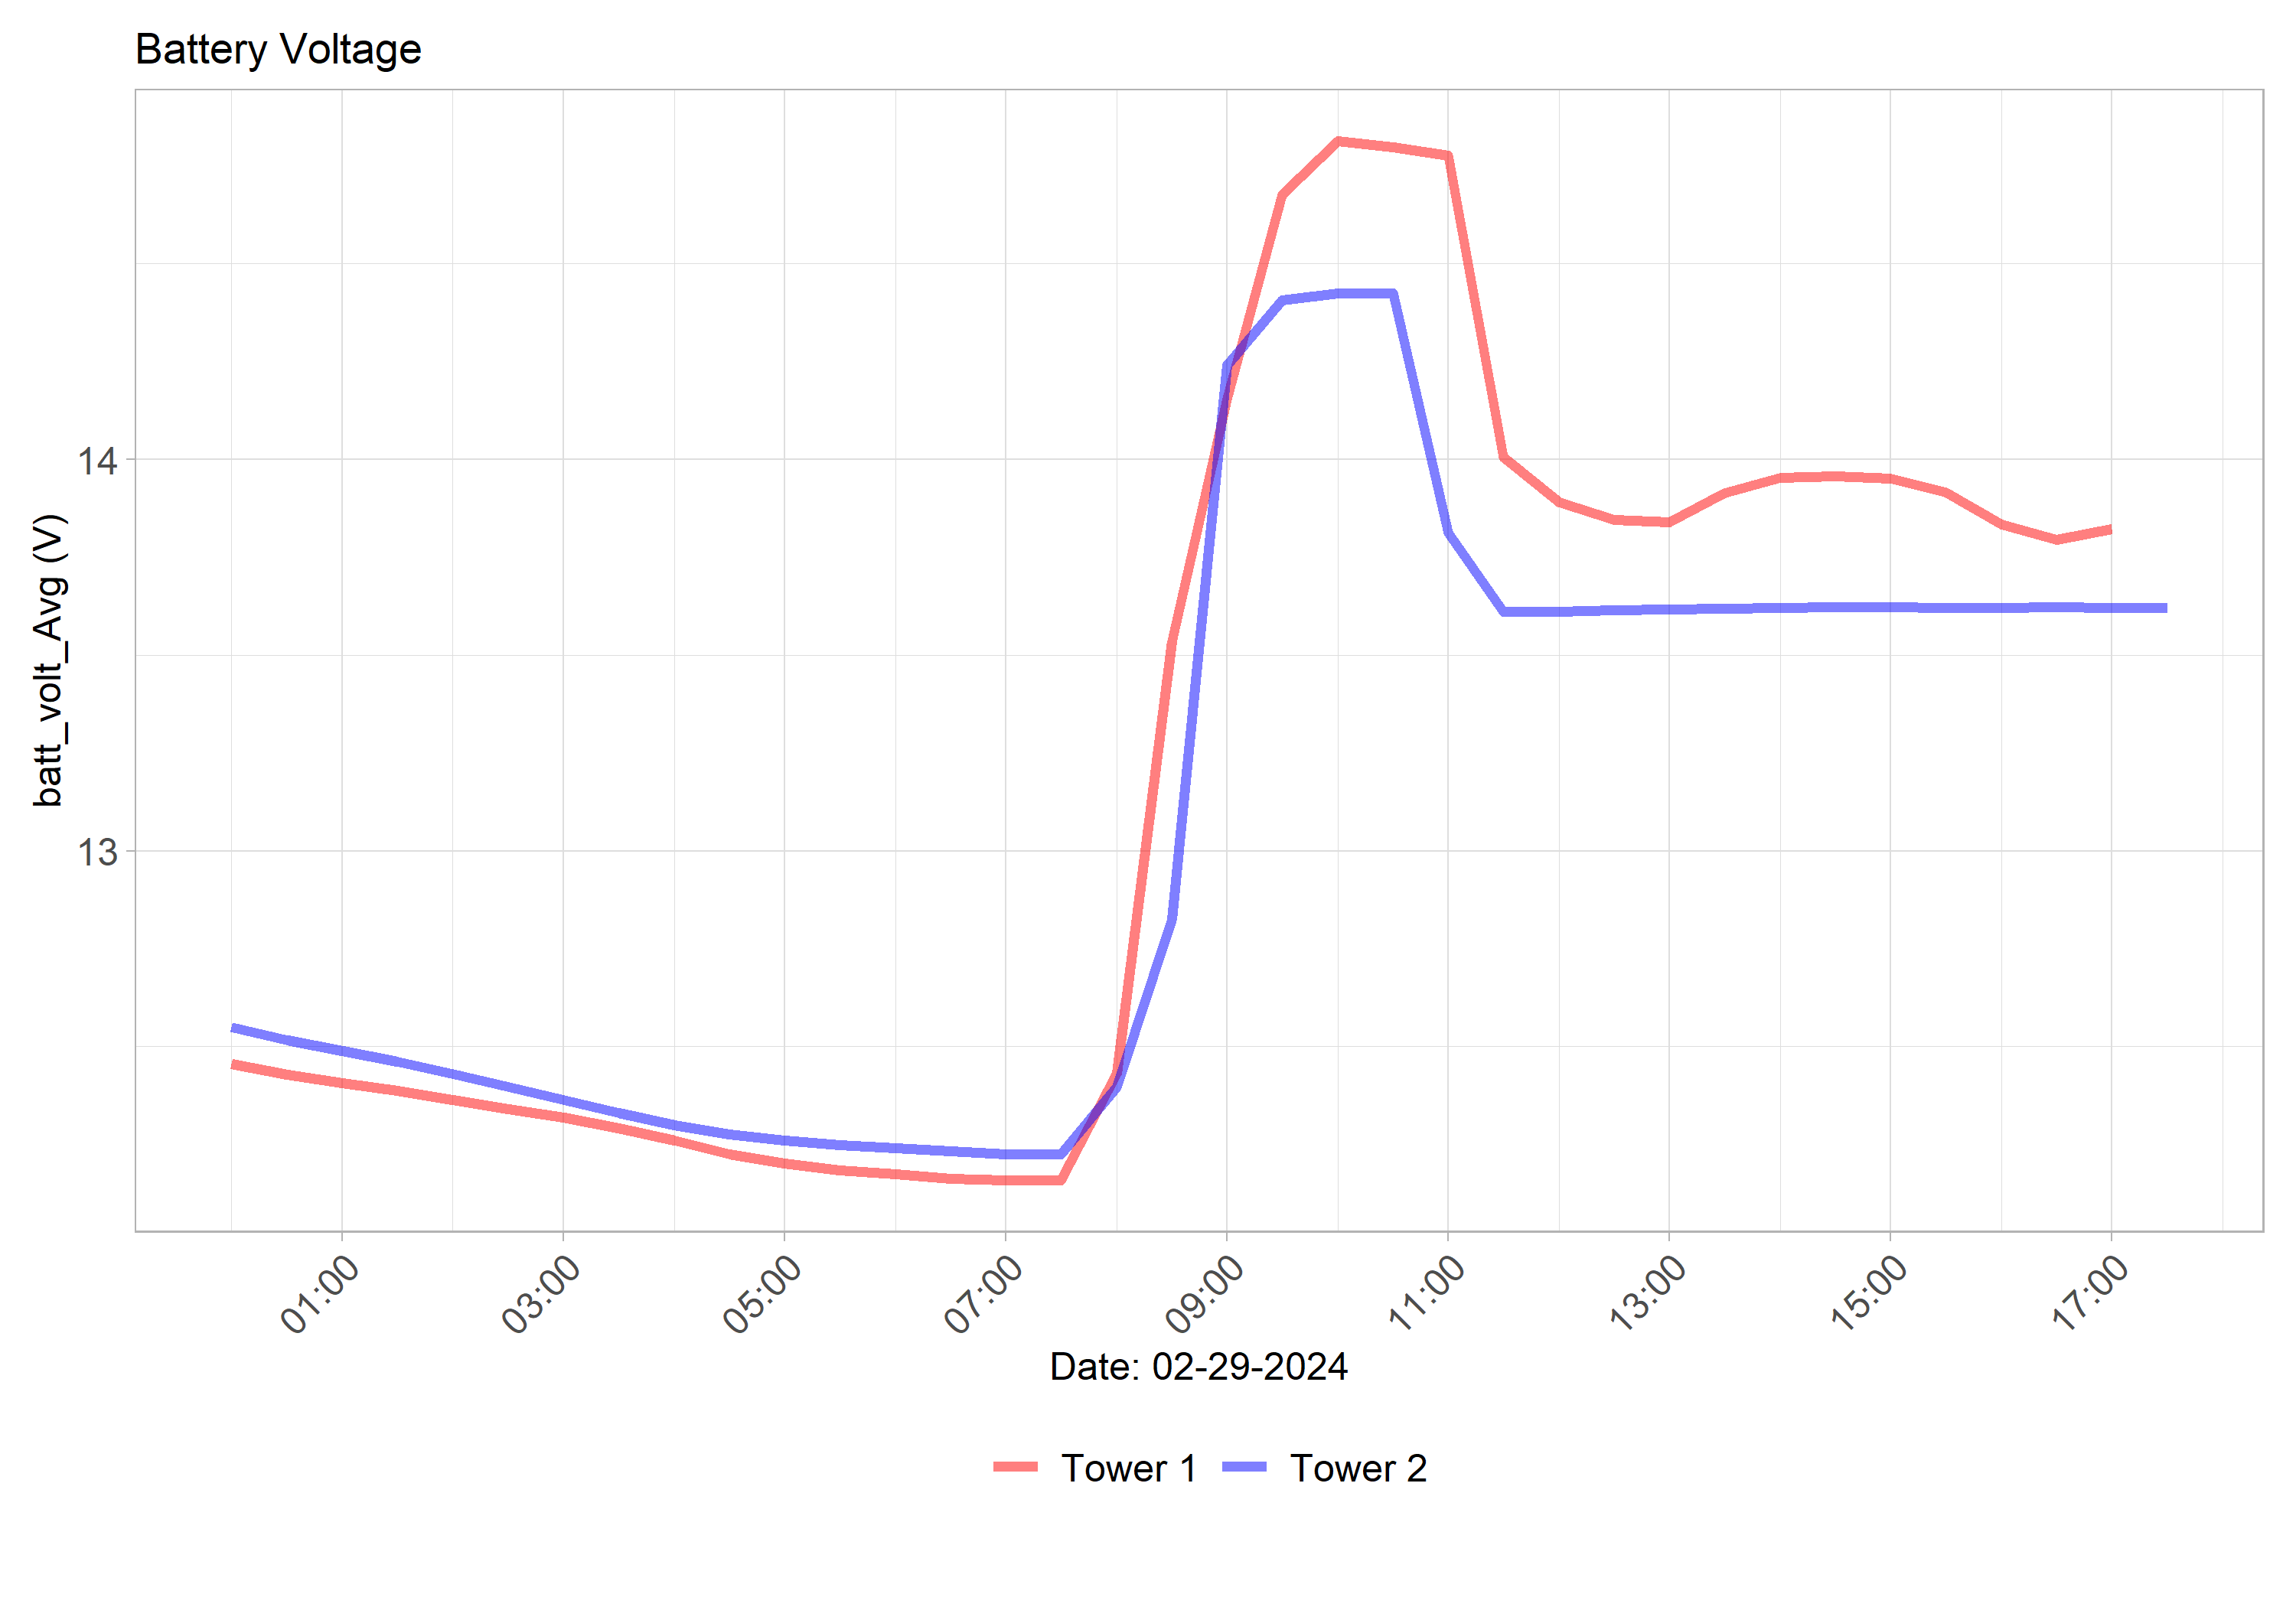 Battery Voltage
batt_volt_Avg (V)
14
13
01:00
03:00
05:00
07:00
09:00
11:00
13:00
15:00
17:00
Date: 02-29-2024
Tower 1
Tower 2